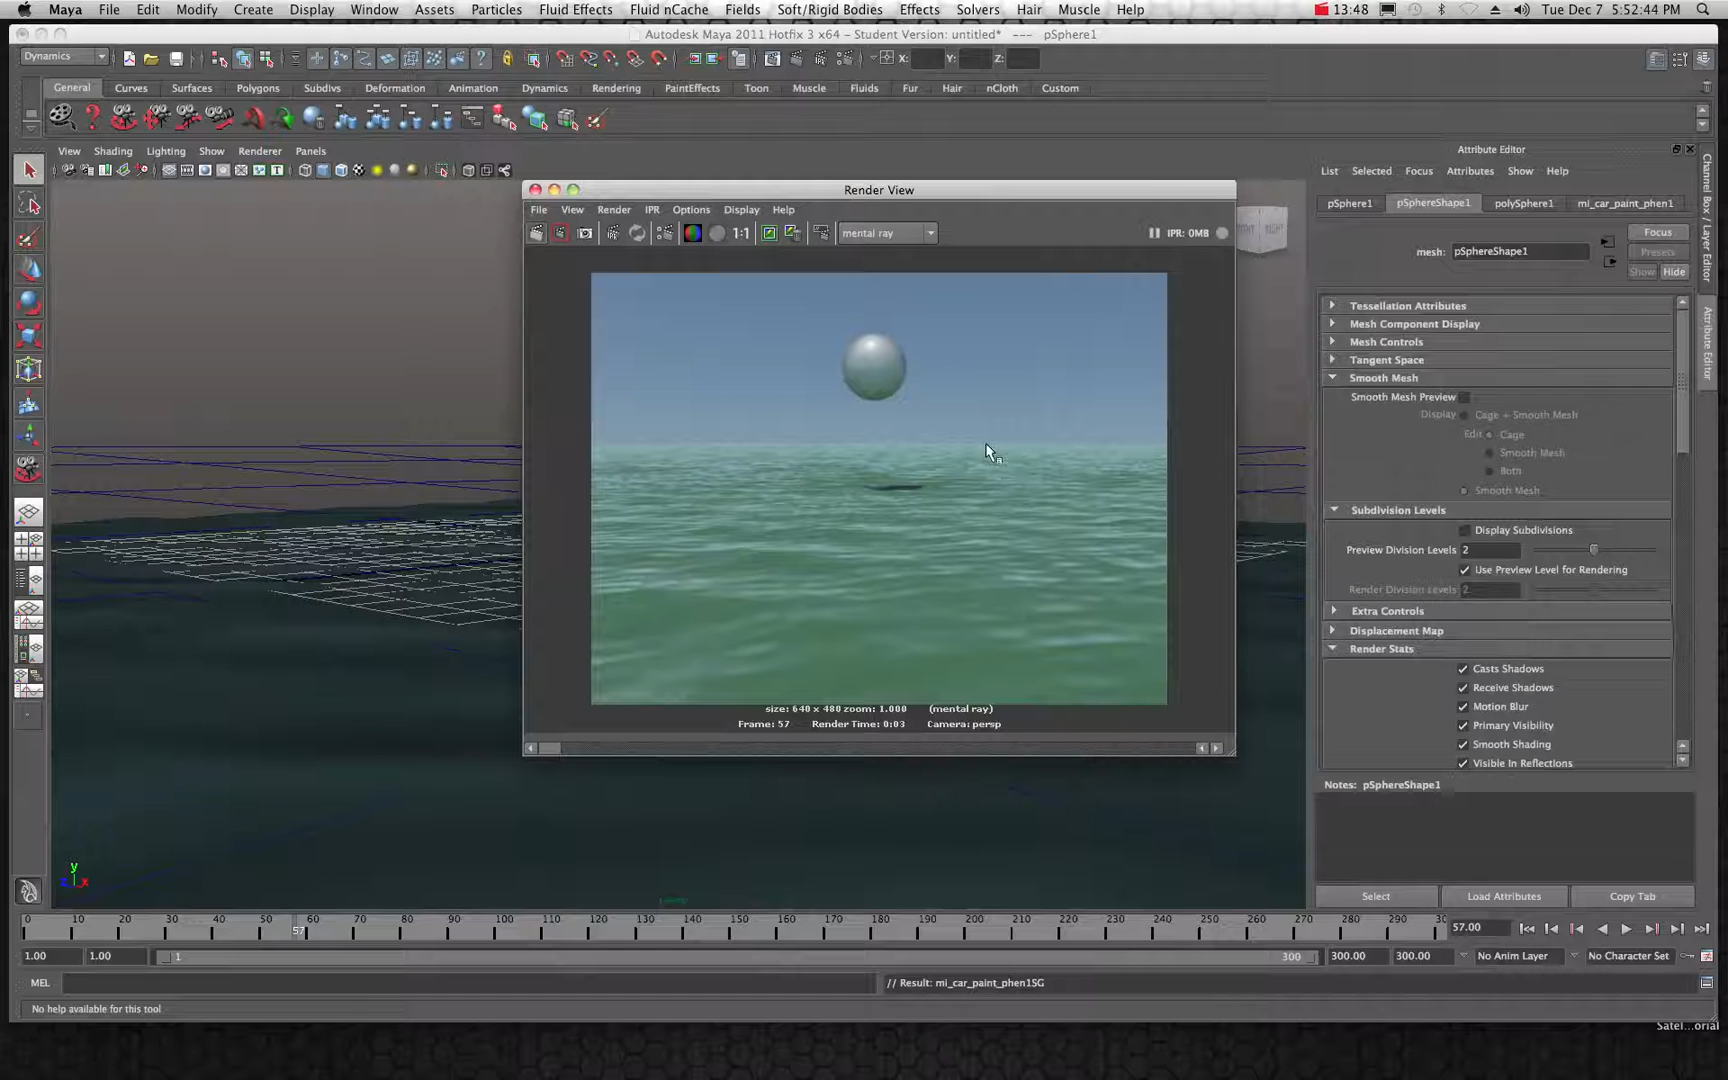 Maya File Edit Modify Create Display Window Assets Particles Fluid Effects Fluid nCache Fields Soft/Rigid Bodies Effects Solvers Hair Muscle Help 13:48 Tue Dec 7 5:52:44 PM
Autodesk Maya 2011 Hotfix 3 x64 – Student Version: untitled* --- pSphere1
Dynamics X: Y: Z:
General Curves Surfaces Polygons Subdivs Deformation Animation Dynamics Rendering PaintEffects Toon Muscle Fluids Fur Hair nCloth Custom
View Shading Lighting Show Renderer Panels
Attribute Editor
List Selected Focus Attributes Show Help
pSphere1 pSphereShape1 polySphere1 mi_car_paint_phen1
mesh: pSphereShape1
Focus
Presets
Show Hide
Channel Box / Layer Editor
Attribute Editor
Render View
File View Render IPR Options Display Help
1:1 mental ray IPR: 0MB
RIGHT
size: 640 x 480 zoom: 1.000 (mental ray)
Frame: 57 Render Time: 0:03 Camera: persp
Tessellation Attributes
Mesh Component Display
Mesh Controls
Tangent Space
Smooth Mesh
Smooth Mesh Preview
Display Cage + Smooth Mesh
Edit Cage
Smooth Mesh
Both
Smooth Mesh
Subdivision Levels
Display Subdivisions
Preview Division Levels 2
Use Preview Level for Rendering
Render Division Levels 2
Extra Controls
Displacement Map
Render Stats
Casts Shadows
Receive Shadows
Motion Blur
Primary Visibility
Smooth Shading
Visible In Reflections
Notes: pSphereShape1
Select Load Attributes Copy Tab
y
z x
0 10 20 30 40 50 60 70 80 90 100 110 120 130 140 150 160 170 180 190 200 210 220 230 240 250 260 270 280 290 30
57 57.00
1.00 1.00 1 300 300.00 300.00 No Anim Layer No Character Set
MEL // Result: mi_car_paint_phen1SG
No help available for this tool
Satel...orial